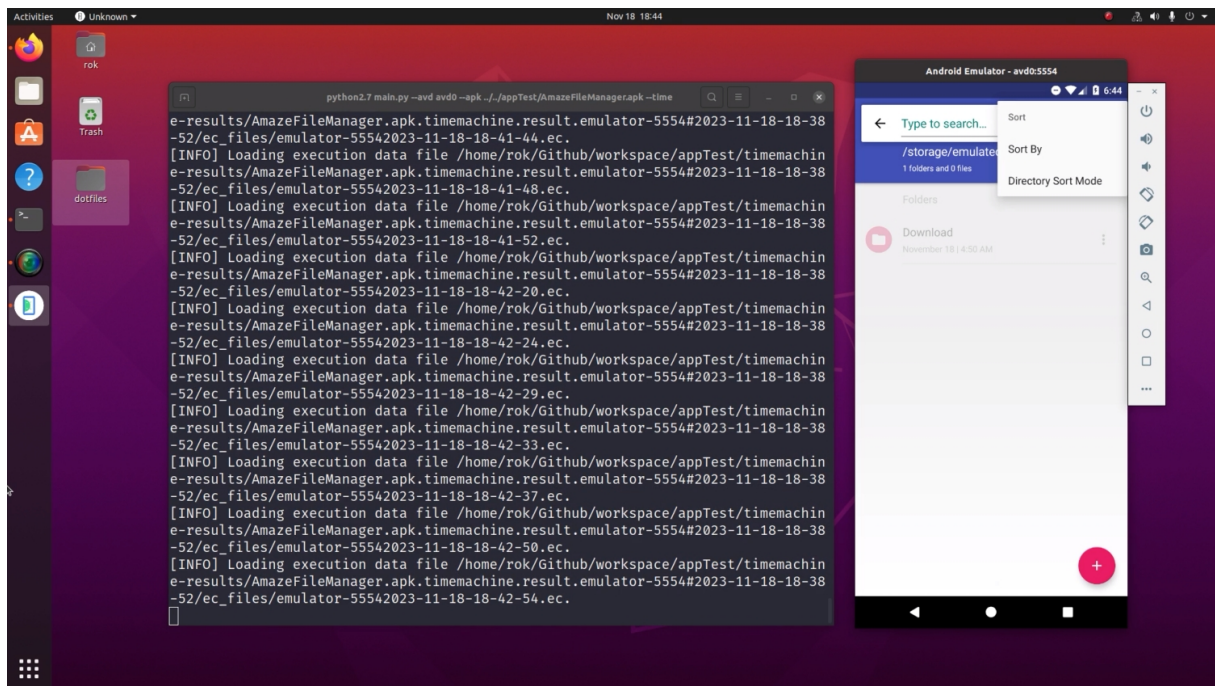 Activities
Unknown
Nov 18 18:44
rok
Trash
dotfiles
python2.7 main.py --avd avd0 --apk ../../appTest/AmazeFileManager.apk --time
e-results/AmazeFileManager.apk.timemachine.result.emulator-5554#2023-11-18-18-38
-52/ec_files/emulator-55542023-11-18-18-41-44.ec.
[INFO] Loading execution data file /home/rok/Github/workspace/appTest/timemachin
e-results/AmazeFileManager.apk.timemachine.result.emulator-5554#2023-11-18-18-38
-52/ec_files/emulator-55542023-11-18-18-41-48.ec.
[INFO] Loading execution data file /home/rok/Github/workspace/appTest/timemachin
e-results/AmazeFileManager.apk.timemachine.result.emulator-5554#2023-11-18-18-38
-52/ec_files/emulator-55542023-11-18-18-41-52.ec.
[INFO] Loading execution data file /home/rok/Github/workspace/appTest/timemachin
e-results/AmazeFileManager.apk.timemachine.result.emulator-5554#2023-11-18-18-38
-52/ec_files/emulator-55542023-11-18-18-42-20.ec.
[INFO] Loading execution data file /home/rok/Github/workspace/appTest/timemachin
e-results/AmazeFileManager.apk.timemachine.result.emulator-5554#2023-11-18-18-38
-52/ec_files/emulator-55542023-11-18-18-42-24.ec.
[INFO] Loading execution data file /home/rok/Github/workspace/appTest/timemachin
e-results/AmazeFileManager.apk.timemachine.result.emulator-5554#2023-11-18-18-38
-52/ec_files/emulator-55542023-11-18-18-42-29.ec.
[INFO] Loading execution data file /home/rok/Github/workspace/appTest/timemachin
e-results/AmazeFileManager.apk.timemachine.result.emulator-5554#2023-11-18-18-38
-52/ec_files/emulator-55542023-11-18-18-42-33.ec.
[INFO] Loading execution data file /home/rok/Github/workspace/appTest/timemachin
e-results/AmazeFileManager.apk.timemachine.result.emulator-5554#2023-11-18-18-38
-52/ec_files/emulator-55542023-11-18-18-42-37.ec.
[INFO] Loading execution data file /home/rok/Github/workspace/appTest/timemachin
e-results/AmazeFileManager.apk.timemachine.result.emulator-5554#2023-11-18-18-38
-52/ec_files/emulator-55542023-11-18-18-42-50.ec.
[INFO] Loading execution data file /home/rok/Github/workspace/appTest/timemachin
e-results/AmazeFileManager.apk.timemachine.result.emulator-5554#2023-11-18-18-38
-52/ec_files/emulator-55542023-11-18-18-42-54.ec.
Android Emulator - avd0:5554
6:44
Type to search...
Sort
Sort By
Directory Sort Mode
/storage/emulated
1 folders and 0 files
Folders
Download
November 18 | 4:50 AM